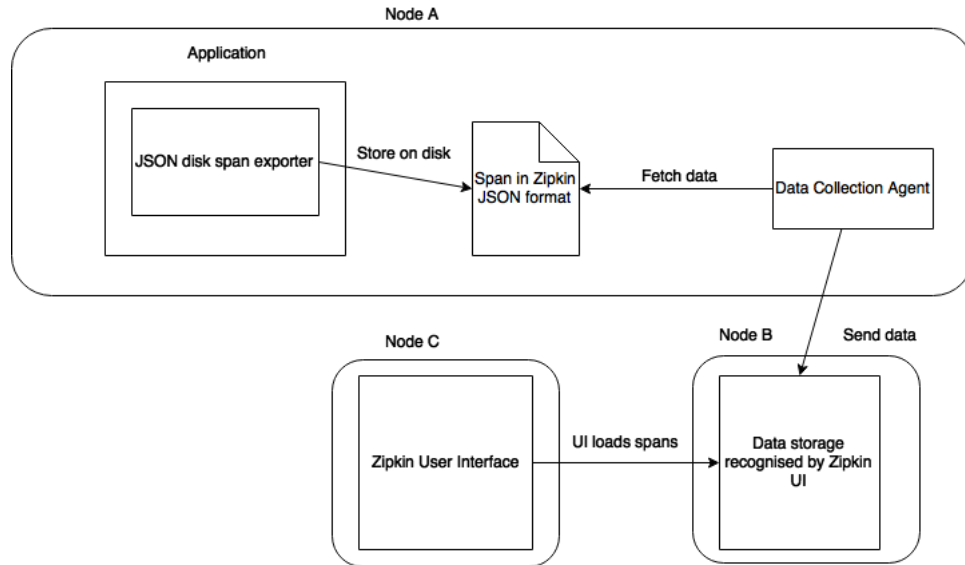 Node A
Application
JSON disk span exporter
Store on disk
Span in Zipkin
JSON format
Fetch data
Data Collection Agent
Node C
Node B
Send data
Zipkin User Interface
UI loads spans
Data storage
recognised by Zipkin
UI